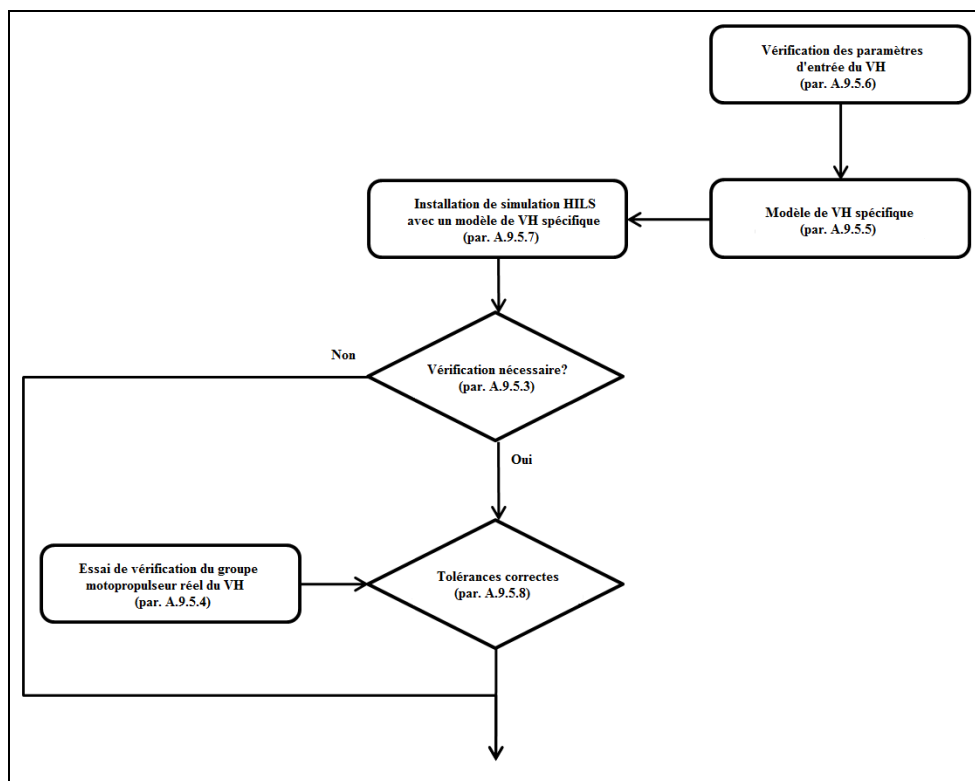 Vérification des paramètres
d'entrée du VH
(par. A.9.5.6)
Installation de simulation HILS
avec un modèle de VH spécifique
(par. A.9.5.7)
Modèle de VH spécifique
(par. A.9.5.5)
Non
Vérification nécessaire?
(par. A.9.5.3)
Oui
Essai de vérification du groupe
motopropulseur réel du VH
(par. A.9.5.4)
Tolérances correctes
(par. A.9.5.8)